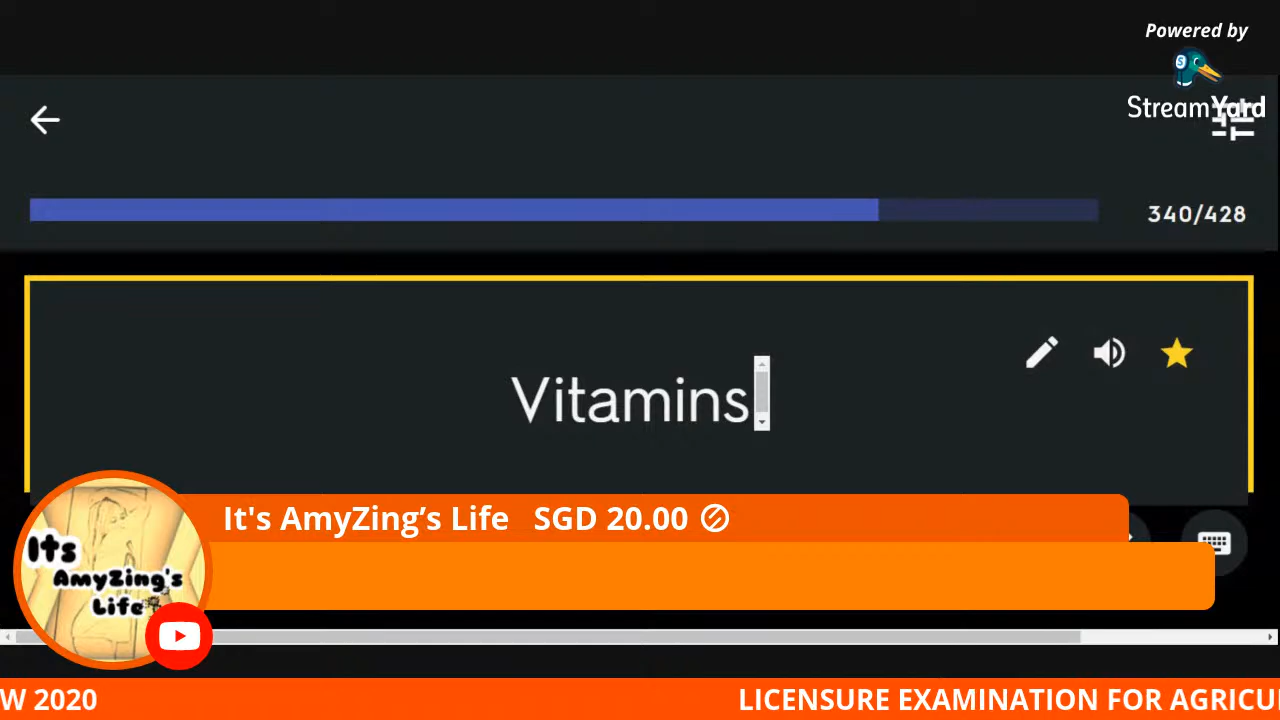 Powered by
StreamYard
340/428
Vitamins
It's AmyZing’s Life SGD 20.00
Its
AmyZing's
Life
W 2020 LICENSURE EXAMINATION FOR AGRICU